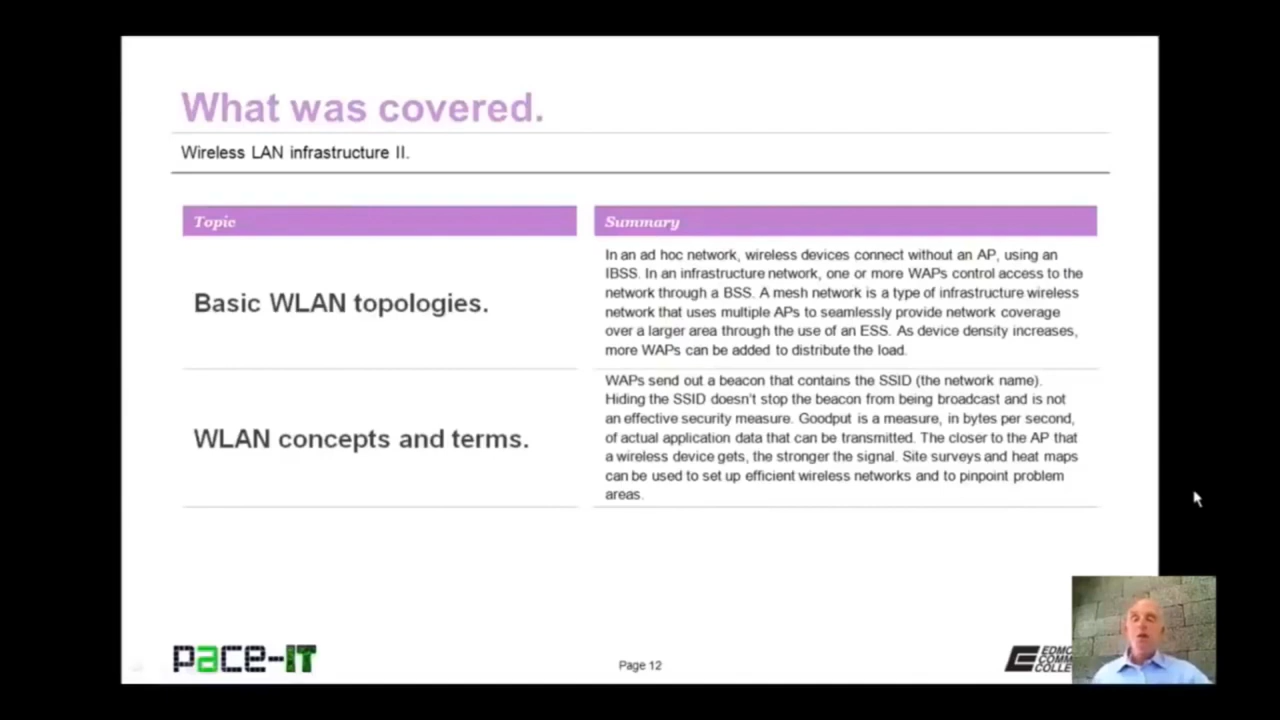 What was covered.
Wireless LAN infrastructure II.
Topic
Summary
Basic WLAN topologies.
In an ad hoc network, wireless devices connect without an AP, using an
IBSS. In an infrastructure network, one or more WAPs control access to the
network through a BSS. A mesh network is a type of infrastructure wireless
network that uses multiple APs to seamlessly provide network coverage
over a larger area through the use of an ESS. As device density increases,
more WAPs can be added to distribute the load.
WLAN concepts and terms.
WAPs send out a beacon that contains the SSID (the network name).
Hiding the SSID doesn't stop the beacon from being broadcast and is not
an effective security measure. Goodput is a measure, in bytes per second,
of actual application data that can be transmitted. The closer to the AP that
a wireless device gets, the stronger the signal. Site surveys and heat maps
can be used to set up efficient wireless networks and to pinpoint problem
areas.
pace-IT
Page 12